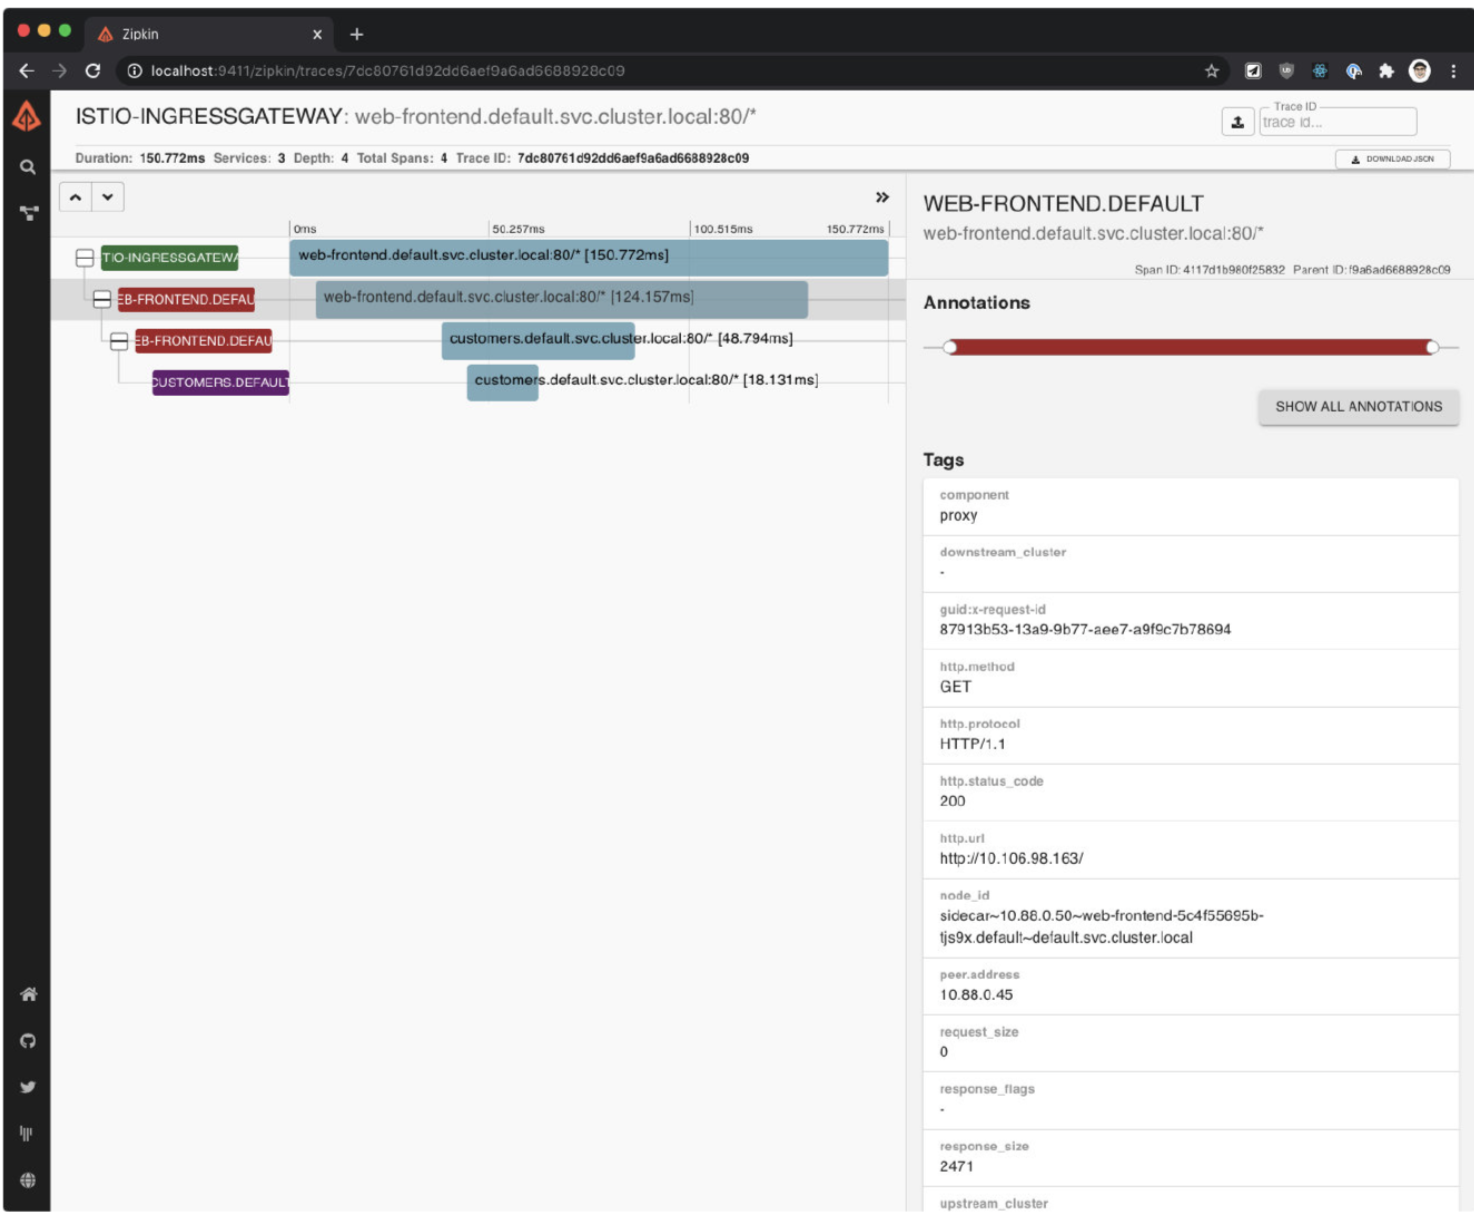 Zipkin
localhost:9411/zipkin/traces/7dc80761d92dd6aef9a6ad6688928c09
ISTIO-INGRESSGATEWAY: web-frontend.default.svc.cluster.local:80/*
Trace ID
trace id...
Duration: 150.772ms Services: 3 Depth: 4 Total Spans: 4 Trace ID: 7dc80761d92dd6aef9a6ad6688928c09
DOWNLOAD JSON
0ms 50.257ms 100.515ms 150.772ms
TIO-INGRESSGATEWA web-frontend.default.svc.cluster.local:80/* [150.772ms]
EB-FRONTEND.DEFAU web-frontend.default.svc.cluster.local:80/* [124.157ms]
EB-FRONTEND.DEFAU customers.default.svc.cluster.local:80/* [48.794ms]
CUSTOMERS.DEFAULT customers.default.svc.cluster.local:80/* [18.131ms]
WEB-FRONTEND.DEFAULT
web-frontend.default.svc.cluster.local:80/*
Span ID: 4117d1b980f25832 Parent ID: f9a6ad6688928c09
Annotations
SHOW ALL ANNOTATIONS
Tags
component
proxy
downstream_cluster
-
guid:x-request-id
87913b53-13a9-9b77-aee7-a9f9c7b78694
http.method
GET
http.protocol
HTTP/1.1
http.status_code
200
http.url
http://10.106.98.163/
node_id
sidecar~10.88.0.50~web-frontend-5c4f55695b-
tjs9x.default~default.svc.cluster.local
peer.address
10.88.0.45
request_size
0
response_flags
-
response_size
2471
upstream_cluster